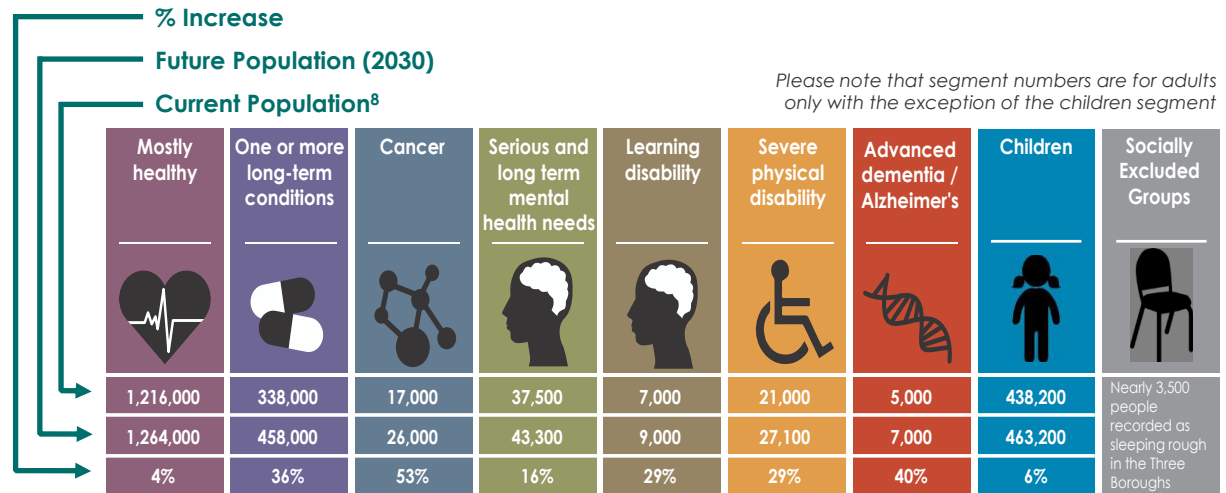 % Increase
Future Population (2030)
Current Population⁸
Please note that segment numbers are for adults
only with the exception of the children segment
Mostly
healthy
One or more
long-term
conditions
Cancer
Serious and
long term
mental
health needs
Learning
disability
Severe
physical
disability
Advanced
dementia /
Alzheimer's
Children
Socially
Excluded
Groups
1,216,000 338,000 17,000 37,500 7,000 21,000 5,000 438,200
1,264,000 458,000 26,000 43,300 9,000 27,100 7,000 463,200
4% 36% 53% 16% 29% 29% 40% 6%
Nearly 3,500
people
recorded as
sleeping rough
in the Three
Boroughs